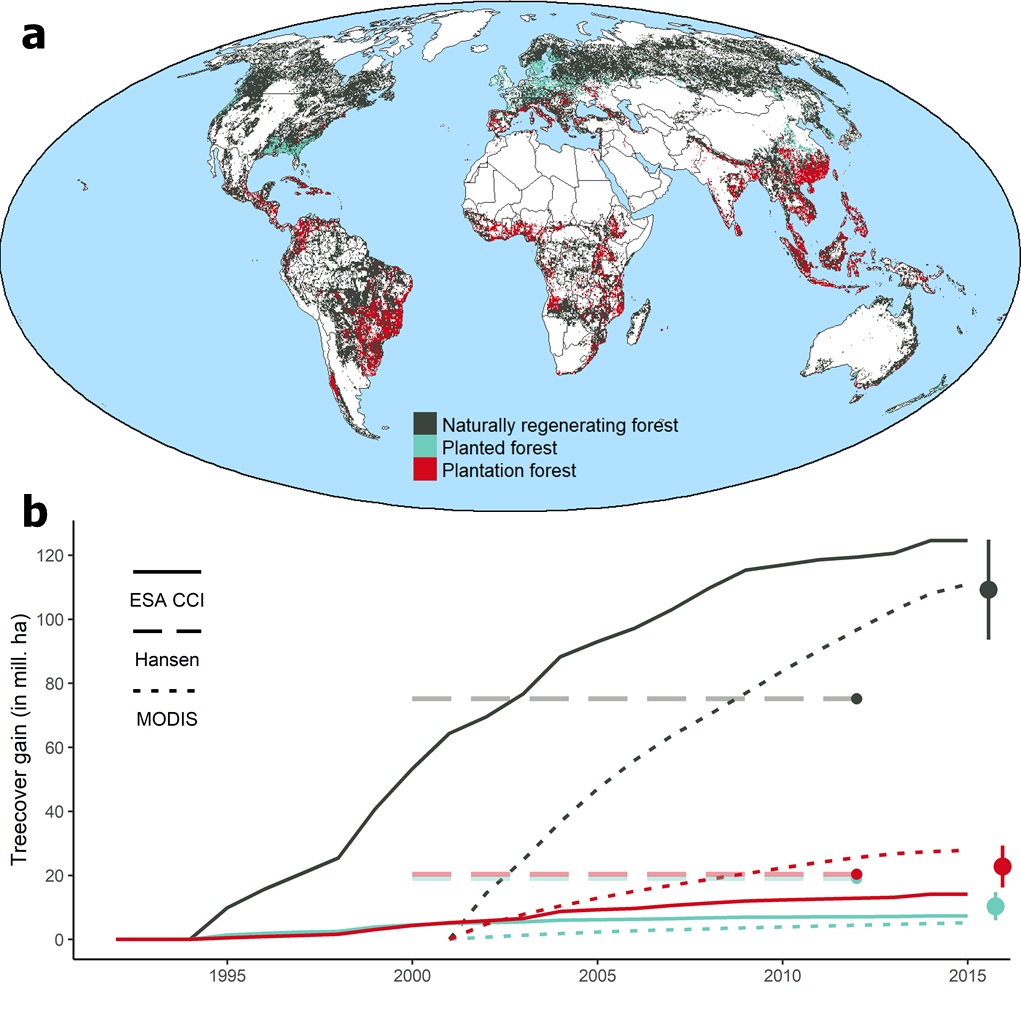 a
Naturally regenerating forest
Planted forest
Plantation forest
b
Treecover gain (in mill. ha)
120
100
80
60
40
20
0
ESA CCI
Hansen
MODIS
1995
2000
2005
2010
2015